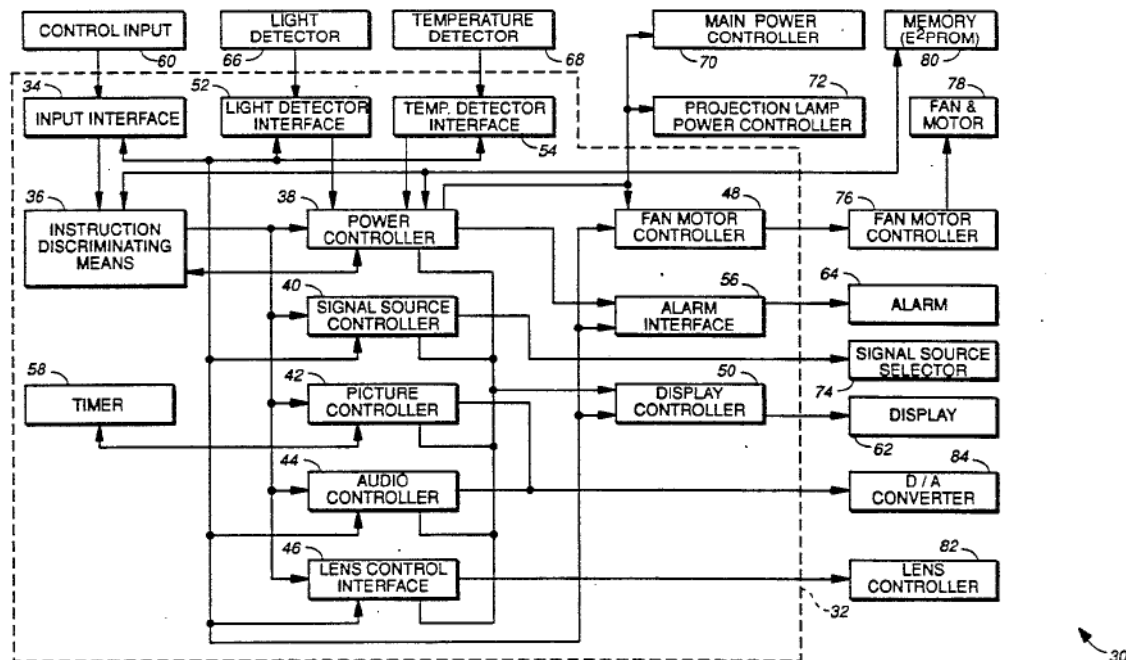 CONTROL INPUT
60
LIGHT
DETECTOR
66
TEMPERATURE
DETECTOR
68
MAIN POWER
CONTROLLER
70
MEMORY
(E²PROM)
80
34
INPUT INTERFACE
52
LIGHT DETECTOR
INTERFACE
TEMP. DETECTOR
INTERFACE
54
72
PROJECTION LAMP
POWER CONTROLLER
78
FAN &
MOTOR
36
INSTRUCTION
DISCRIMINATING
MEANS
38
POWER
CONTROLLER
48
FAN MOTOR
CONTROLLER
76
FAN MOTOR
CONTROLLER
40
SIGNAL SOURCE
CONTROLLER
56
ALARM
INTERFACE
64
ALARM
SIGNAL SOURCE
SELECTOR
74
58
TIMER
42
PICTURE
CONTROLLER
50
DISPLAY
CONTROLLER
DISPLAY
62
44
AUDIO
CONTROLLER
84
D / A
CONVERTER
46
LENS CONTROL
INTERFACE
82
LENS
CONTROLLER
32
30